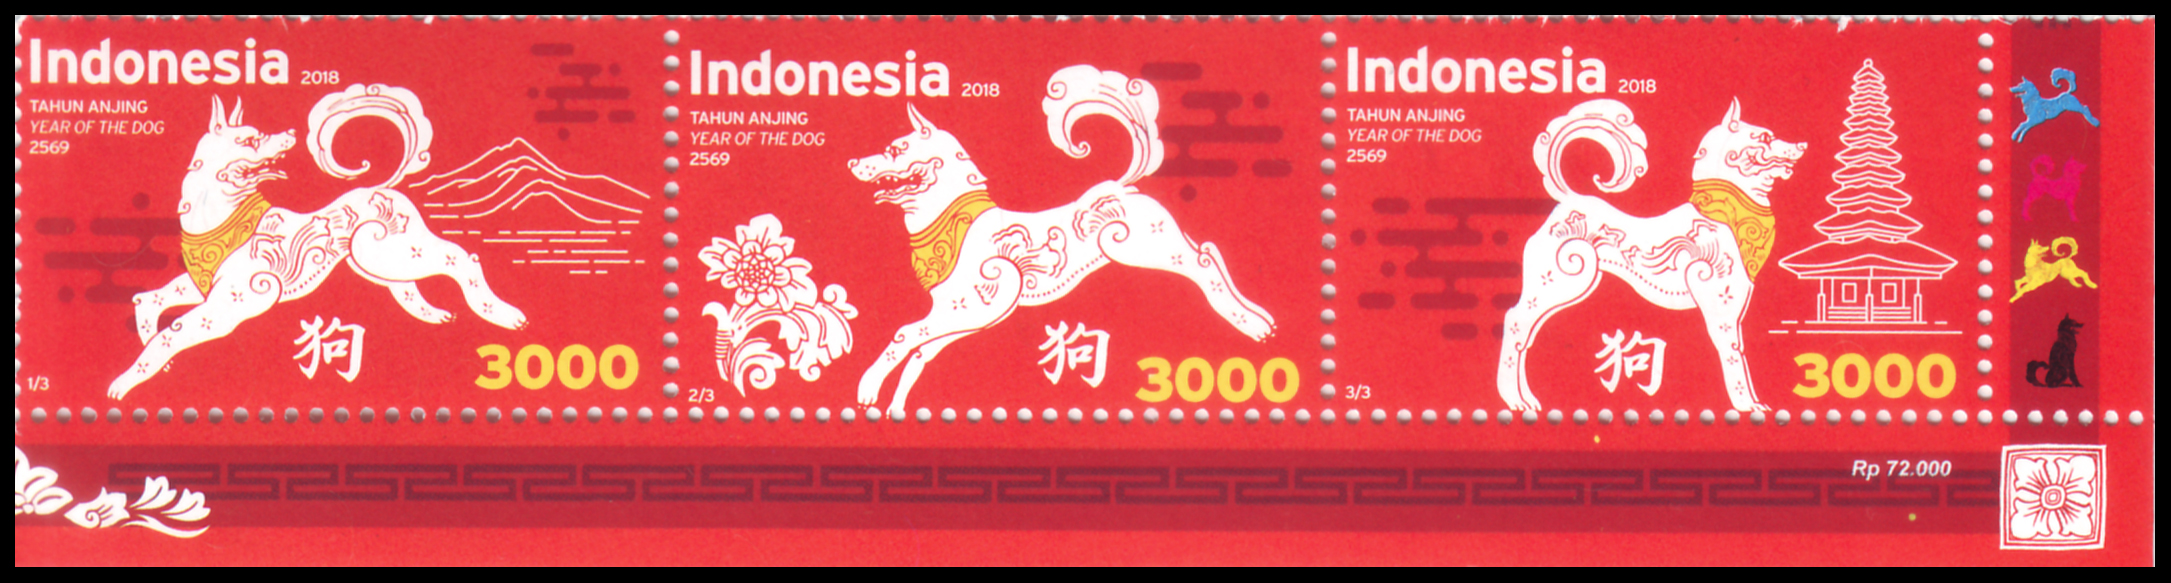 Indonesia 2018
TAHUN ANJING
YEAR OF THE DOG
2569
狗
3000
1/3
Indonesia 2018
TAHUN ANJING
YEAR OF THE DOG
2569
狗
3000
2/3
Indonesia 2018
TAHUN ANJING
YEAR OF THE DOG
2569
狗
3000
3/3
Rp 72.000